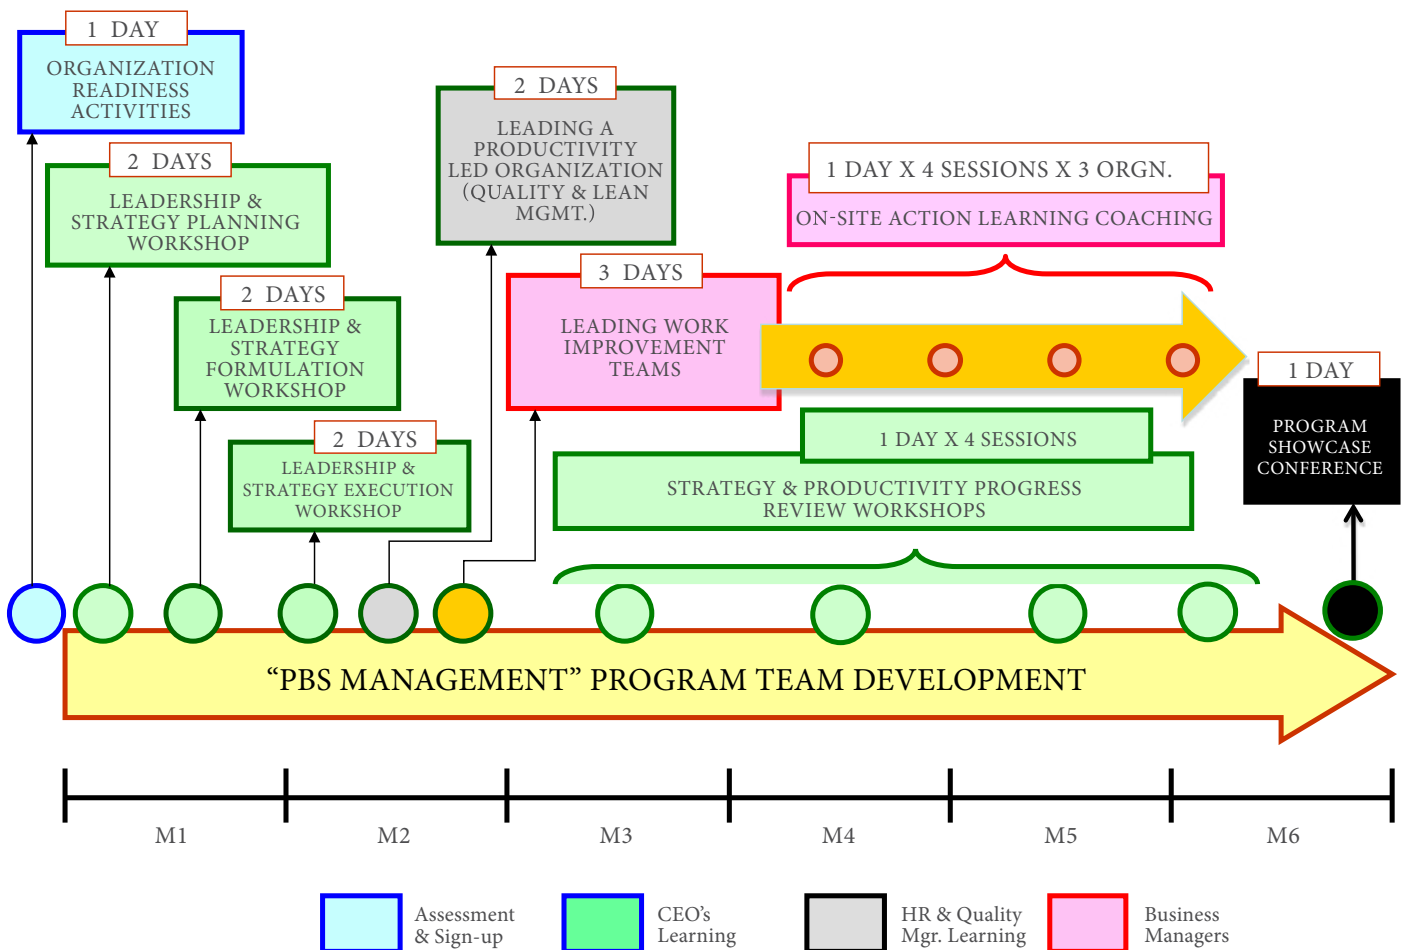 1 DAY
ORGANIZATION
READINESS
ACTIVITIES
2 DAYS
LEADERSHIP &
STRATEGY PLANNING
WORKSHOP
2 DAYS
LEADERSHIP &
STRATEGY
FORMULATION
WORKSHOP
2 DAYS
LEADERSHIP &
STRATEGY EXECUTION
WORKSHOP
2 DAYS
LEADING A
PRODUCTIVITY
LED ORGANIZATION
(QUALITY & LEAN
MGMT.)
3 DAYS
LEADING WORK
IMPROVEMENT
TEAMS
1 DAY X 4 SESSIONS X 3 ORGN.
ON-SITE ACTION LEARNING COACHING
1 DAY X 4 SESSIONS
STRATEGY & PRODUCTIVITY PROGRESS
REVIEW WORKSHOPS
1 DAY
PROGRAM
SHOWCASE
CONFERENCE
“PBS MANAGEMENT” PROGRAM TEAM DEVELOPMENT
M1
M2
M3
M4
M5
M6
Assessment
& Sign-up
CEO’s
Learning
HR & Quality
Mgr. Learning
Business
Managers